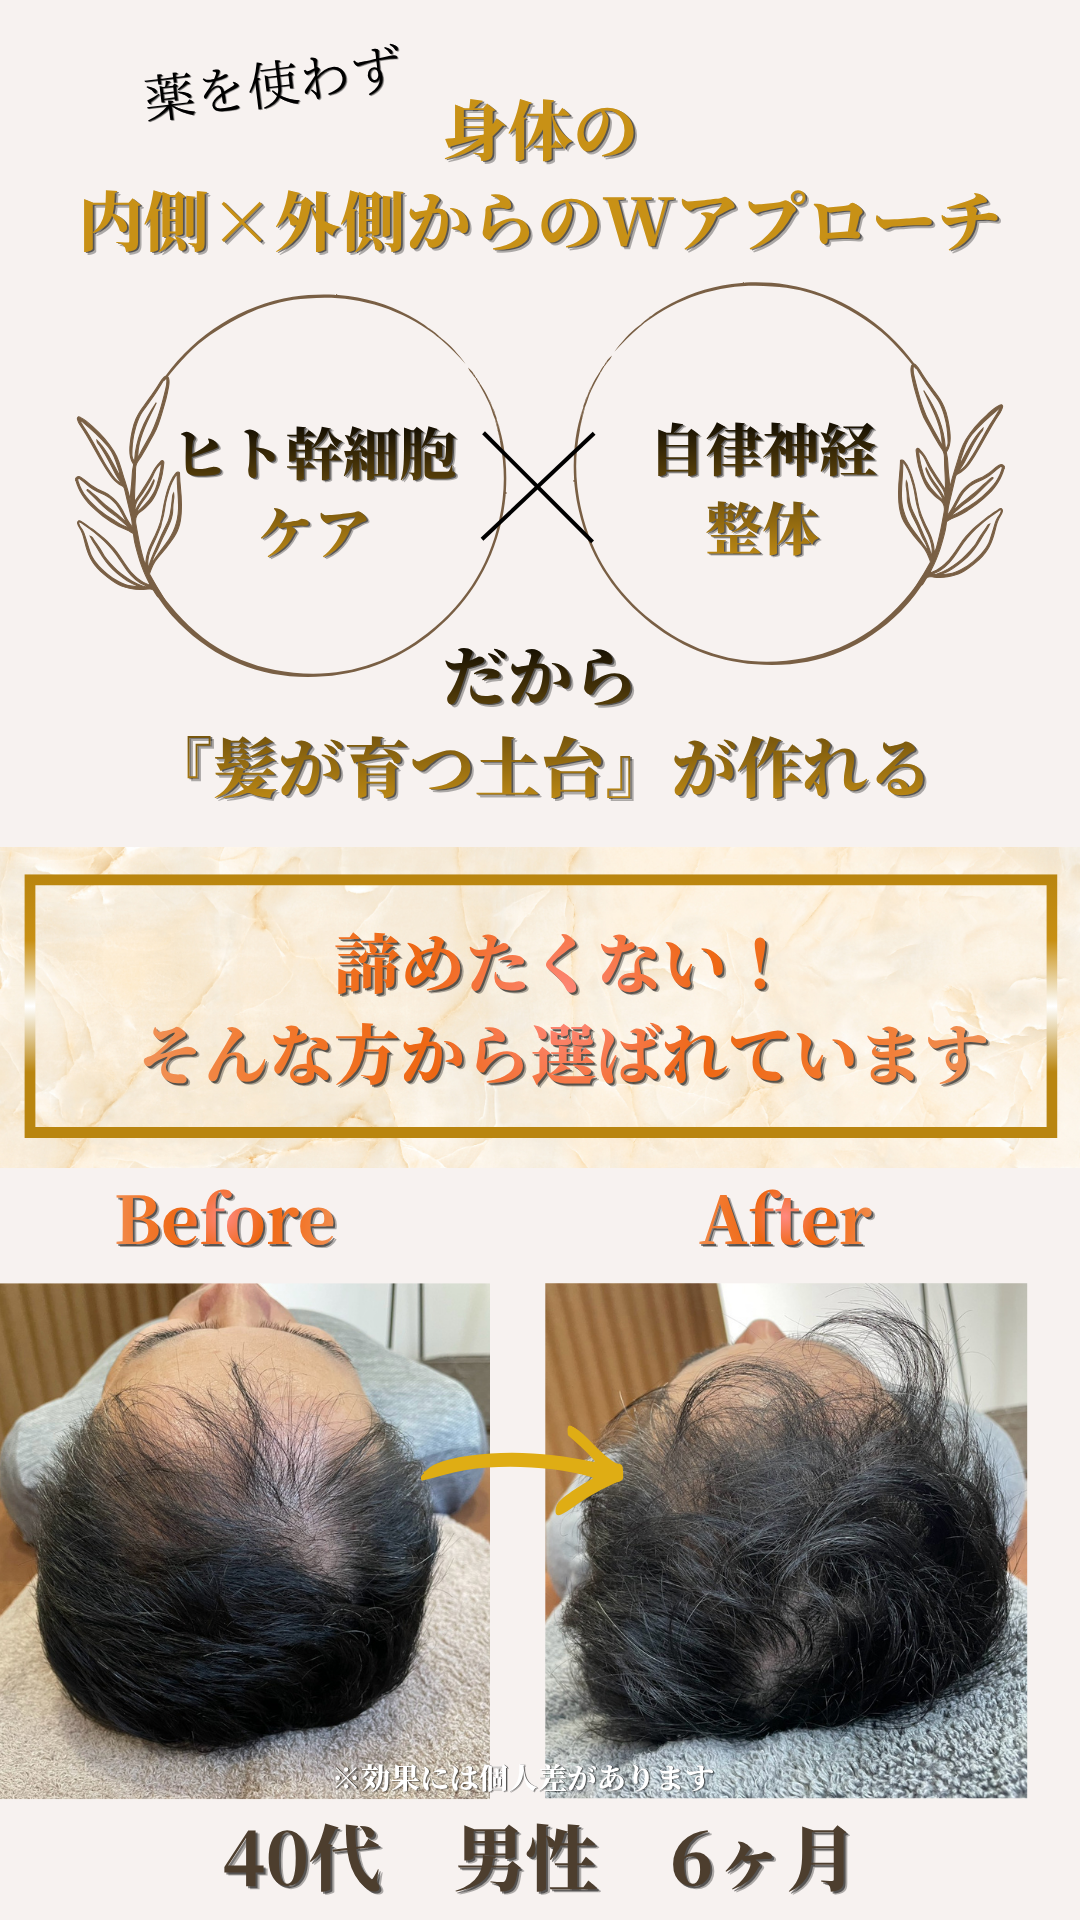 薬を使わず
身体の
内側×外側からのWアプローチ
ヒト幹細胞
ケア
×
自律神経
整体
だから
『髪が育つ土台』が作れる
諦めたくない！
そんな方から選ばれています
Before
After
※効果には個人差があります
40代　男性　6ヶ月